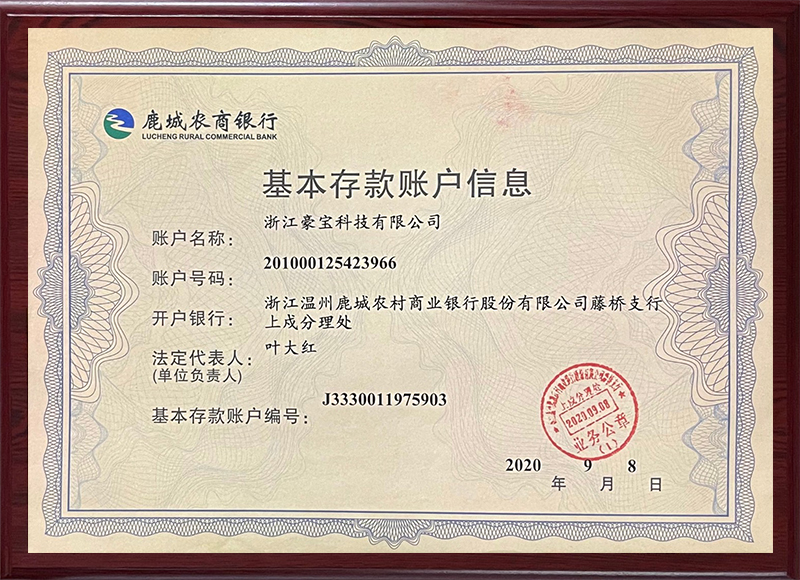 鹿城农商银行
LUCHENG RURAL COMMERCIAL BANK
基本存款账户信息
账户名称：浙江豪宝科技有限公司
账户号码：201000125423966
开户银行：浙江温州鹿城农村商业银行股份有限公司藤桥支行
上戍分理处
法定代表人：叶大红
(单位负责人)
基本存款账户编号：J3330011975903
上戍分理处
2020.09.08
业务公章
(1)
2020年9月8日